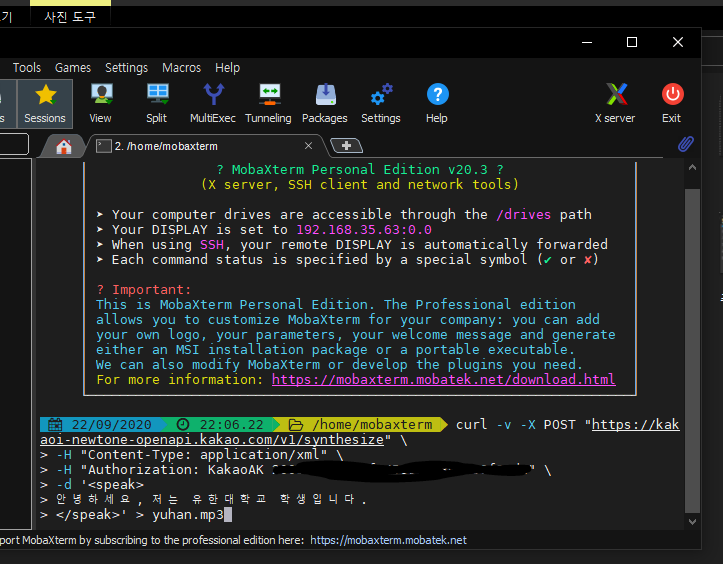 기
사진 도구
Tools Games Settings Macros Help
s Sessions View Split MultiExec Tunneling Packages Settings Help X server Exit
2. /home/mobaxterm
? MobaXterm Personal Edition v20.3 ?
(X server, SSH client and network tools)
➤ Your computer drives are accessible through the /drives path
➤ Your DISPLAY is set to 192.168.35.63:0.0
➤ When using SSH, your remote DISPLAY is automatically forwarded
➤ Each command status is specified by a special symbol (✔ or ✘)
? Important:
This is MobaXterm Personal Edition. The Professional edition
allows you to customize MobaXterm for your company: you can add
your own logo, your parameters, your welcome message and generate
either an MSI installation package or a portable executable.
We can also modify MobaXterm or develop the plugins you need.
For more information: https://mobaxterm.mobatek.net/download.html
22/09/2020 22:06.22 /home/mobaxterm curl -v -X POST "https://kak
aoi-newtone-openapi.kakao.com/v1/synthesize" \
> -H "Content-Type: application/xml" \
> -H "Authorization: KakaoAK " \
> -d '<speak>
> 안녕하세요, 저는 유한대학교 학생입니다.
> </speak>' > yuhan.mp3
port MobaXterm by subscribing to the professional edition here: https://mobaxterm.mobatek.net